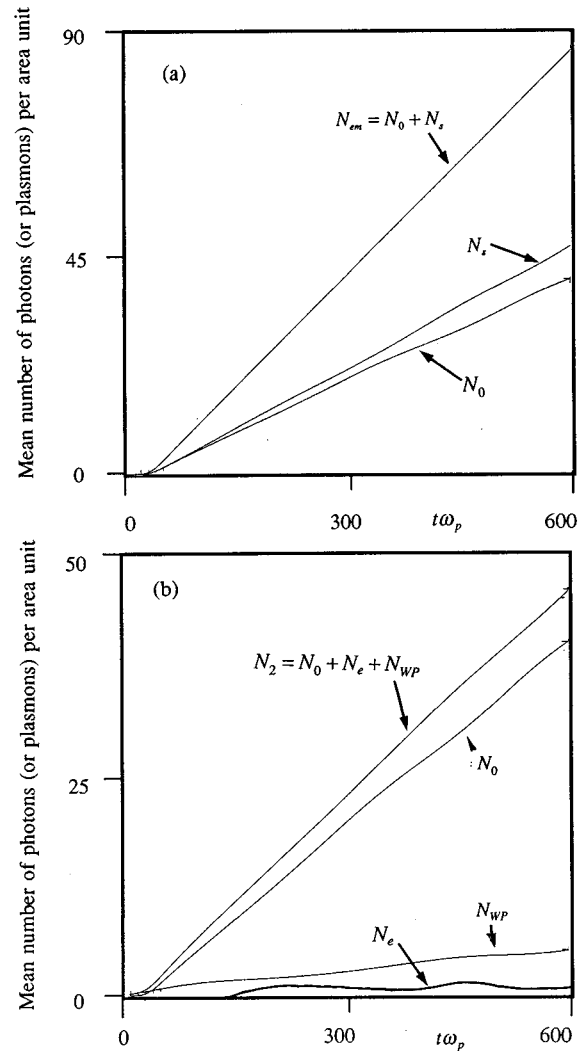 Mean number of photons (or plasmons) per area unit
90
(a)
N_em = N_0 + N_s
45
N_s
N_0
0
0
300
tω_p
600
Mean number of photons (or plasmons) per area unit
50
(b)
N_2 = N_0 + N_e + N_WP
25
N_0
N_WP
N_e
0
0
300
tω_p
600